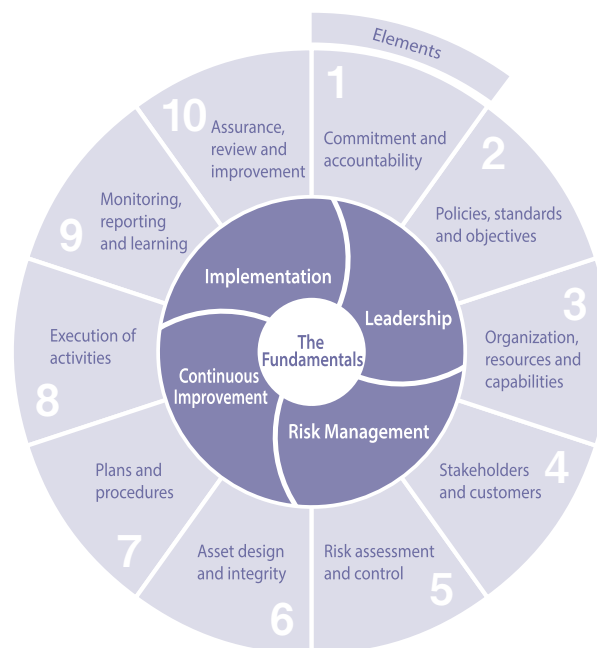 Elements
1
Commitment and
accountability
2
Policies, standards
and objectives
3
Organization,
resources and
capabilities
4
Stakeholders
and customers
5
Risk assessment
and control
6
Asset design
and integrity
7
Plans and
procedures
8
Execution of
activities
9
Monitoring,
reporting
and learning
10
Assurance,
review and
improvement
Implementation
Leadership
Risk Management
Continuous
Improvement
The
Fundamentals